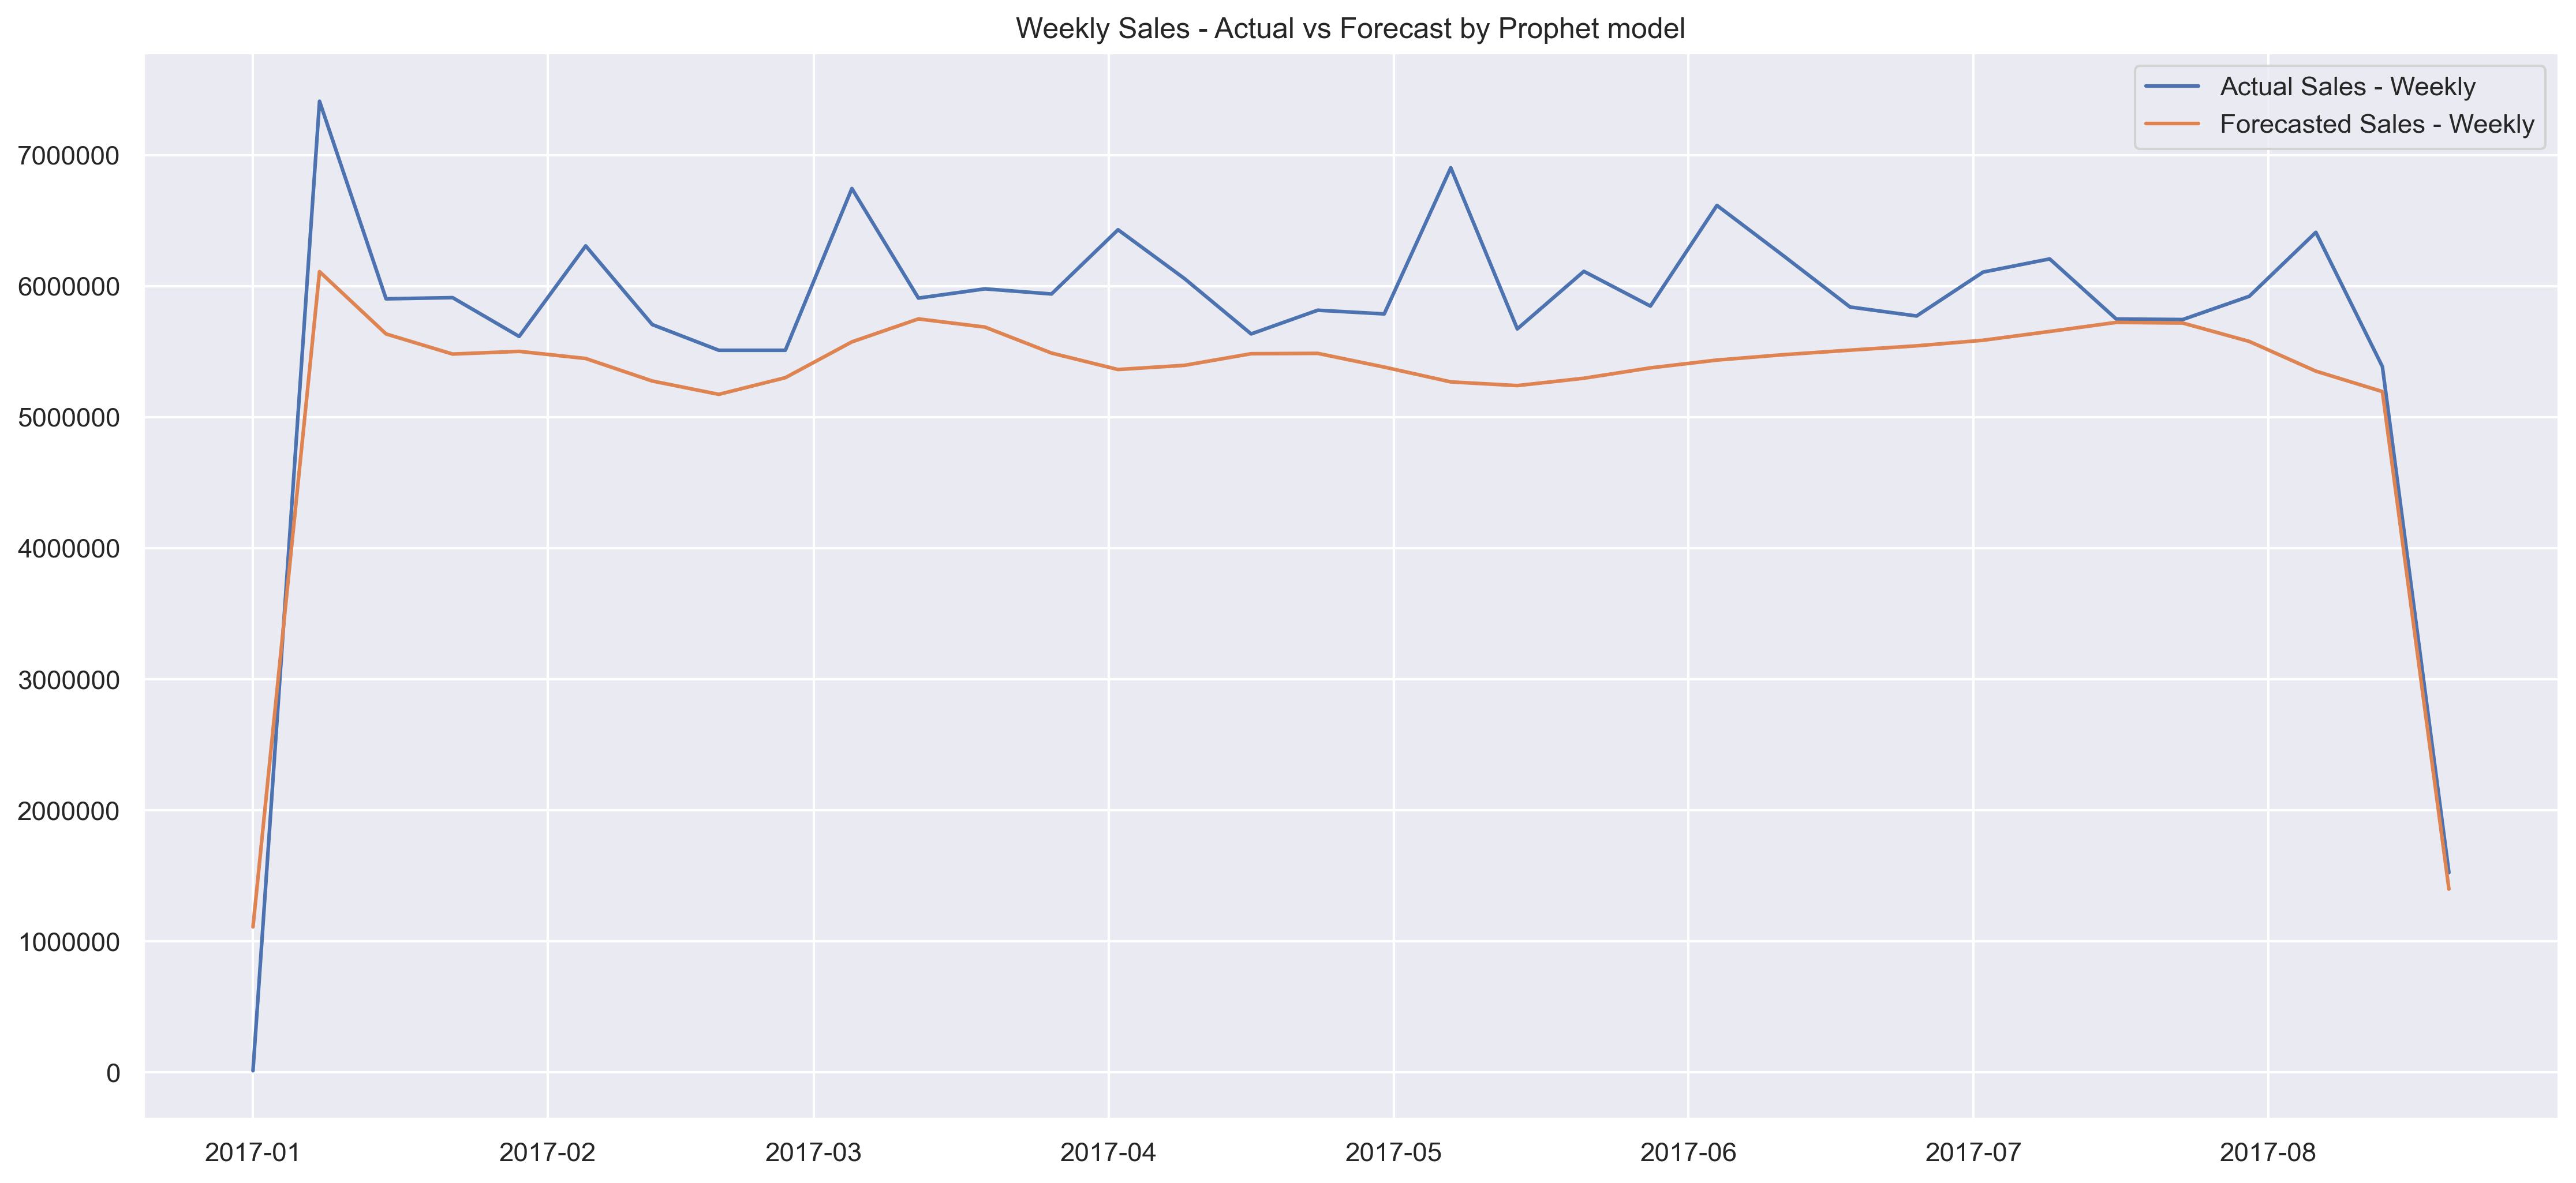 Weekly Sales - Actual vs Forecast by Prophet model
Actual Sales - Weekly
Forecasted Sales - Weekly
7000000
6000000
5000000
4000000
3000000
2000000
1000000
0
2017-01 2017-02 2017-03 2017-04 2017-05 2017-06 2017-07 2017-08